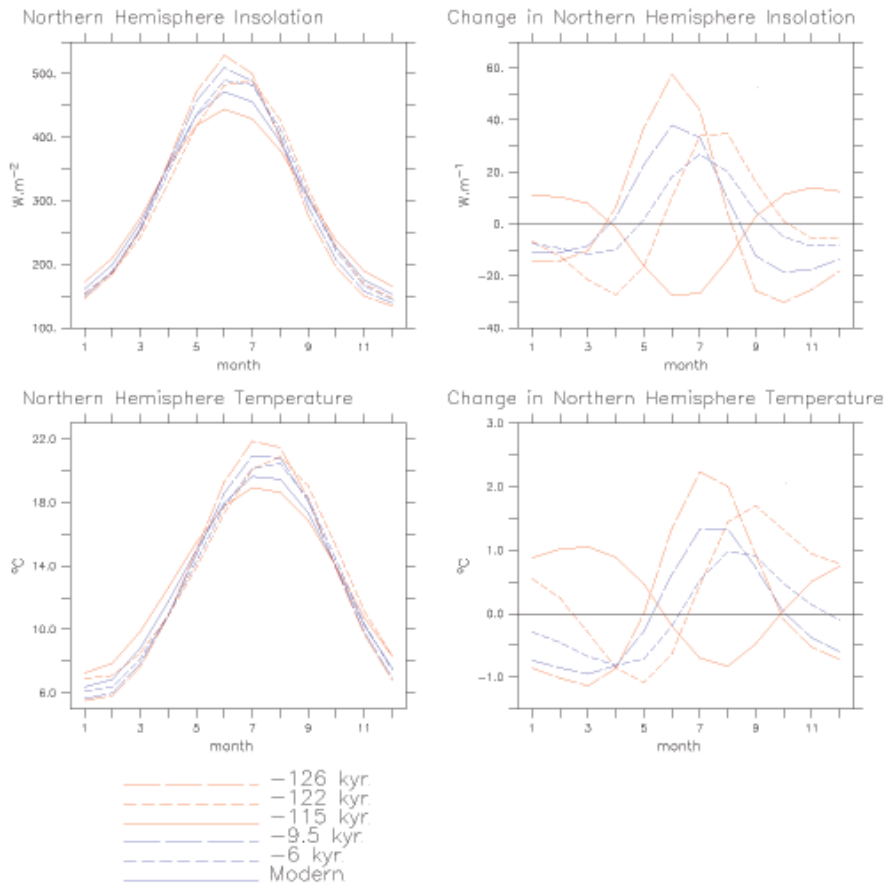 Northern Hemisphere Insolation
Change in Northern Hemisphere Insolation
500.
400.
300.
200.
100.
W.m-2
1 3 5 7 9 11
month
60.
40.
20.
0.
-20.
-40.
W.m-1
1 3 5 7 9 11
month
Northern Hemisphere Temperature
Change in Northern Hemisphere Temperature
22.0
18.0
14.0
10.0
6.0
°C
1 3 5 7 9 11
month
3.0
2.0
1.0
0.0
-1.0
°C
1 3 5 7 9 11
month
-126 kyr.
-122 kyr.
-115 kyr.
-9.5 kyr.
-6 kyr.
Modern